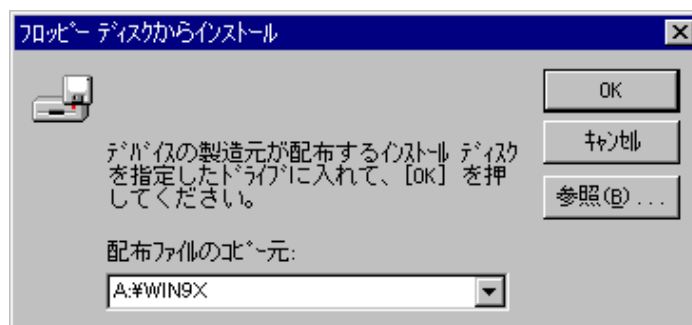 フロッピー ディスクからインストール
OK
キャンセル
参照(B)...
デバイスの製造元が配布するインストール ディスク
を指定したドライブに入れて、[OK] を押
してください。
配布ファイルのコピー元:
A:¥WIN9X